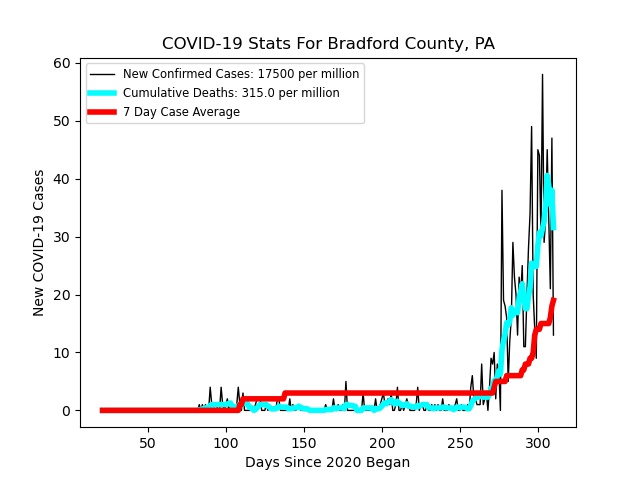 COVID-19 Stats For Bradford County, PA
New Confirmed Cases: 17500 per million
Cumulative Deaths: 315.0 per million
7 Day Case Average
New COVID-19 Cases
60
50
40
30
20
10
0
50
100
150
200
250
300
Days Since 2020 Began